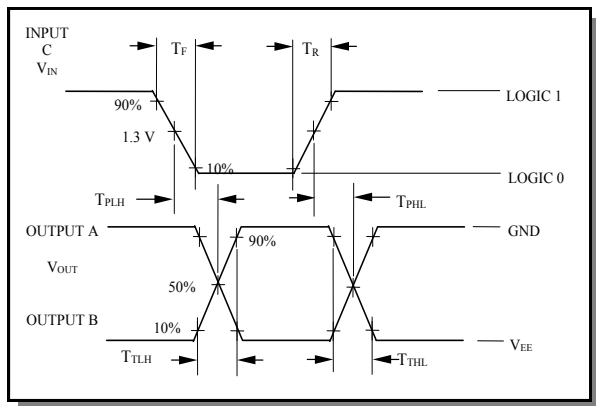 INPUT
C
VIN
TF
TR
90%
LOGIC 1
1.3 V
10%
LOGIC 0
TPLH
TPHL
OUTPUT A
GND
90%
VOUT
50%
OUTPUT B
10%
VEE
TTLH
TTHL